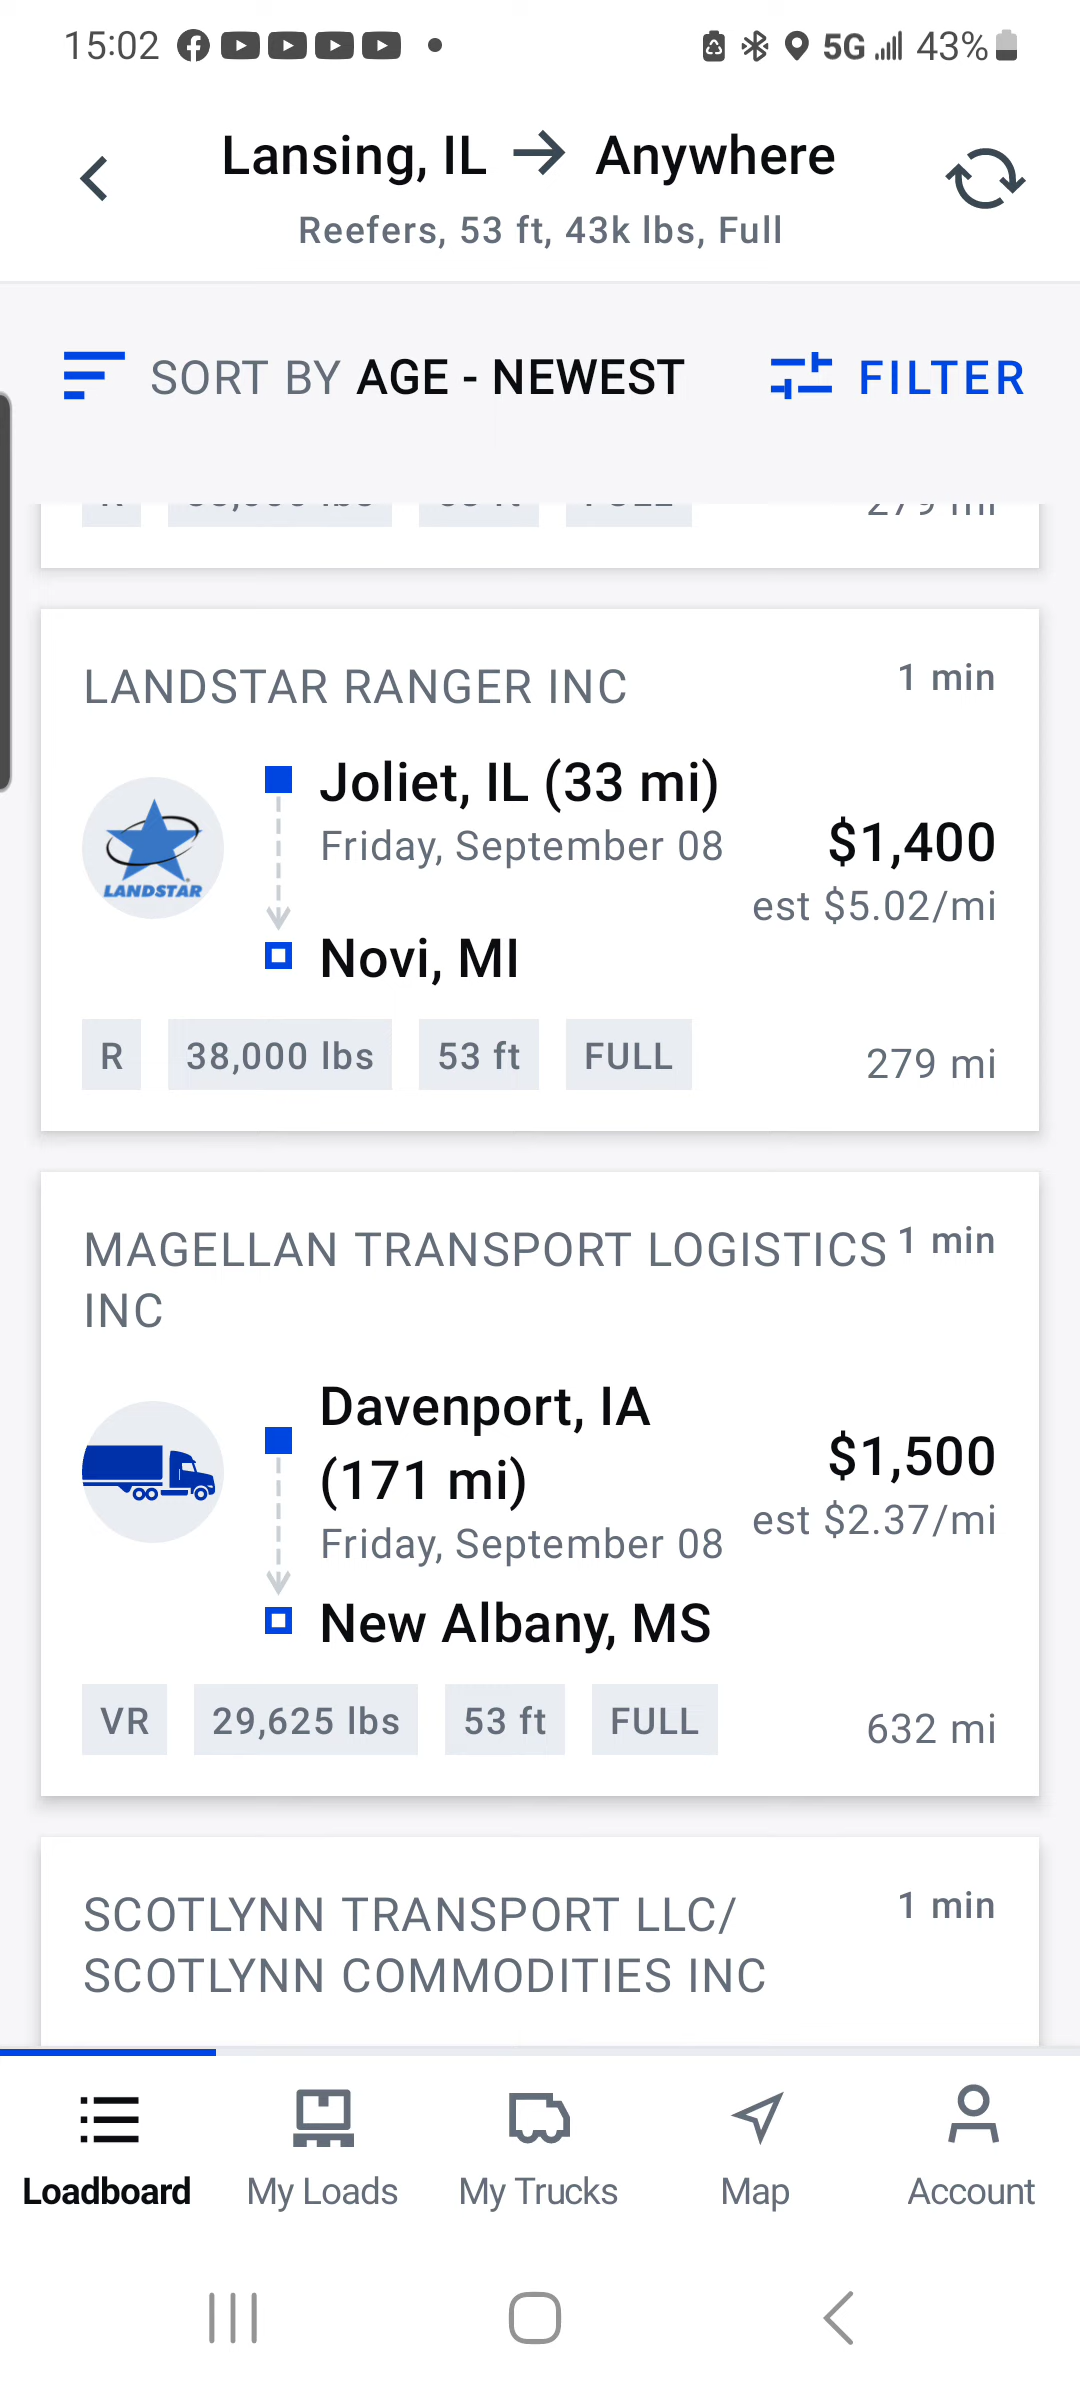 15:02 5G 43%
Lansing, IL → Anywhere
Reefers, 53 ft, 43k lbs, Full
SORT BY AGE - NEWEST FILTER
279 mi
LANDSTAR RANGER INC 1 min
Joliet, IL (33 mi)
Friday, September 08
$1,400
est $5.02/mi
LANDSTAR
Novi, MI
R 38,000 lbs 53 ft FULL 279 mi
MAGELLAN TRANSPORT LOGISTICS 1 min
INC
Davenport, IA
(171 mi)
$1,500
est $2.37/mi
Friday, September 08
New Albany, MS
VR 29,625 lbs 53 ft FULL 632 mi
SCOTLYNN TRANSPORT LLC/ 1 min
SCOTLYNN COMMODITIES INC
Loadboard My Loads My Trucks Map Account